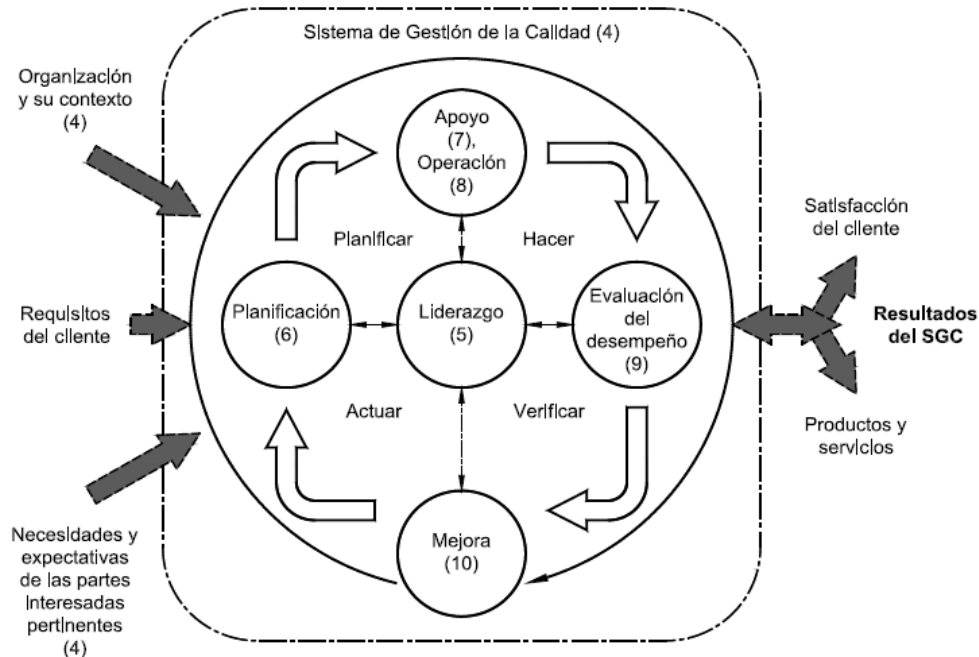 Sistema de Gestión de la Calidad (4)
Organización
y su contexto
(4)
Apoyo
(7),
Operación
(8)
Satisfacción
del cliente
Planificar
Hacer
Requisitos
del cliente
Planificación
(6)
Liderazgo
(5)
Evaluación
del
desempeño
(9)
Resultados
del SGC
Actuar
Verificar
Productos y
servicios
Necesidades y
expectativas
de las partes
interesadas
pertinentes
(4)
Mejora
(10)